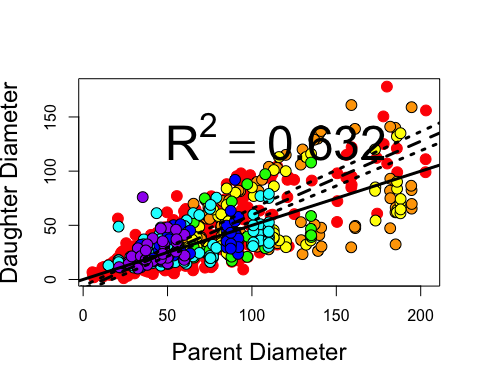 R² = 0.632
Daughter Diameter
150
100
50
0
0 50 100 150 200
Parent Diameter